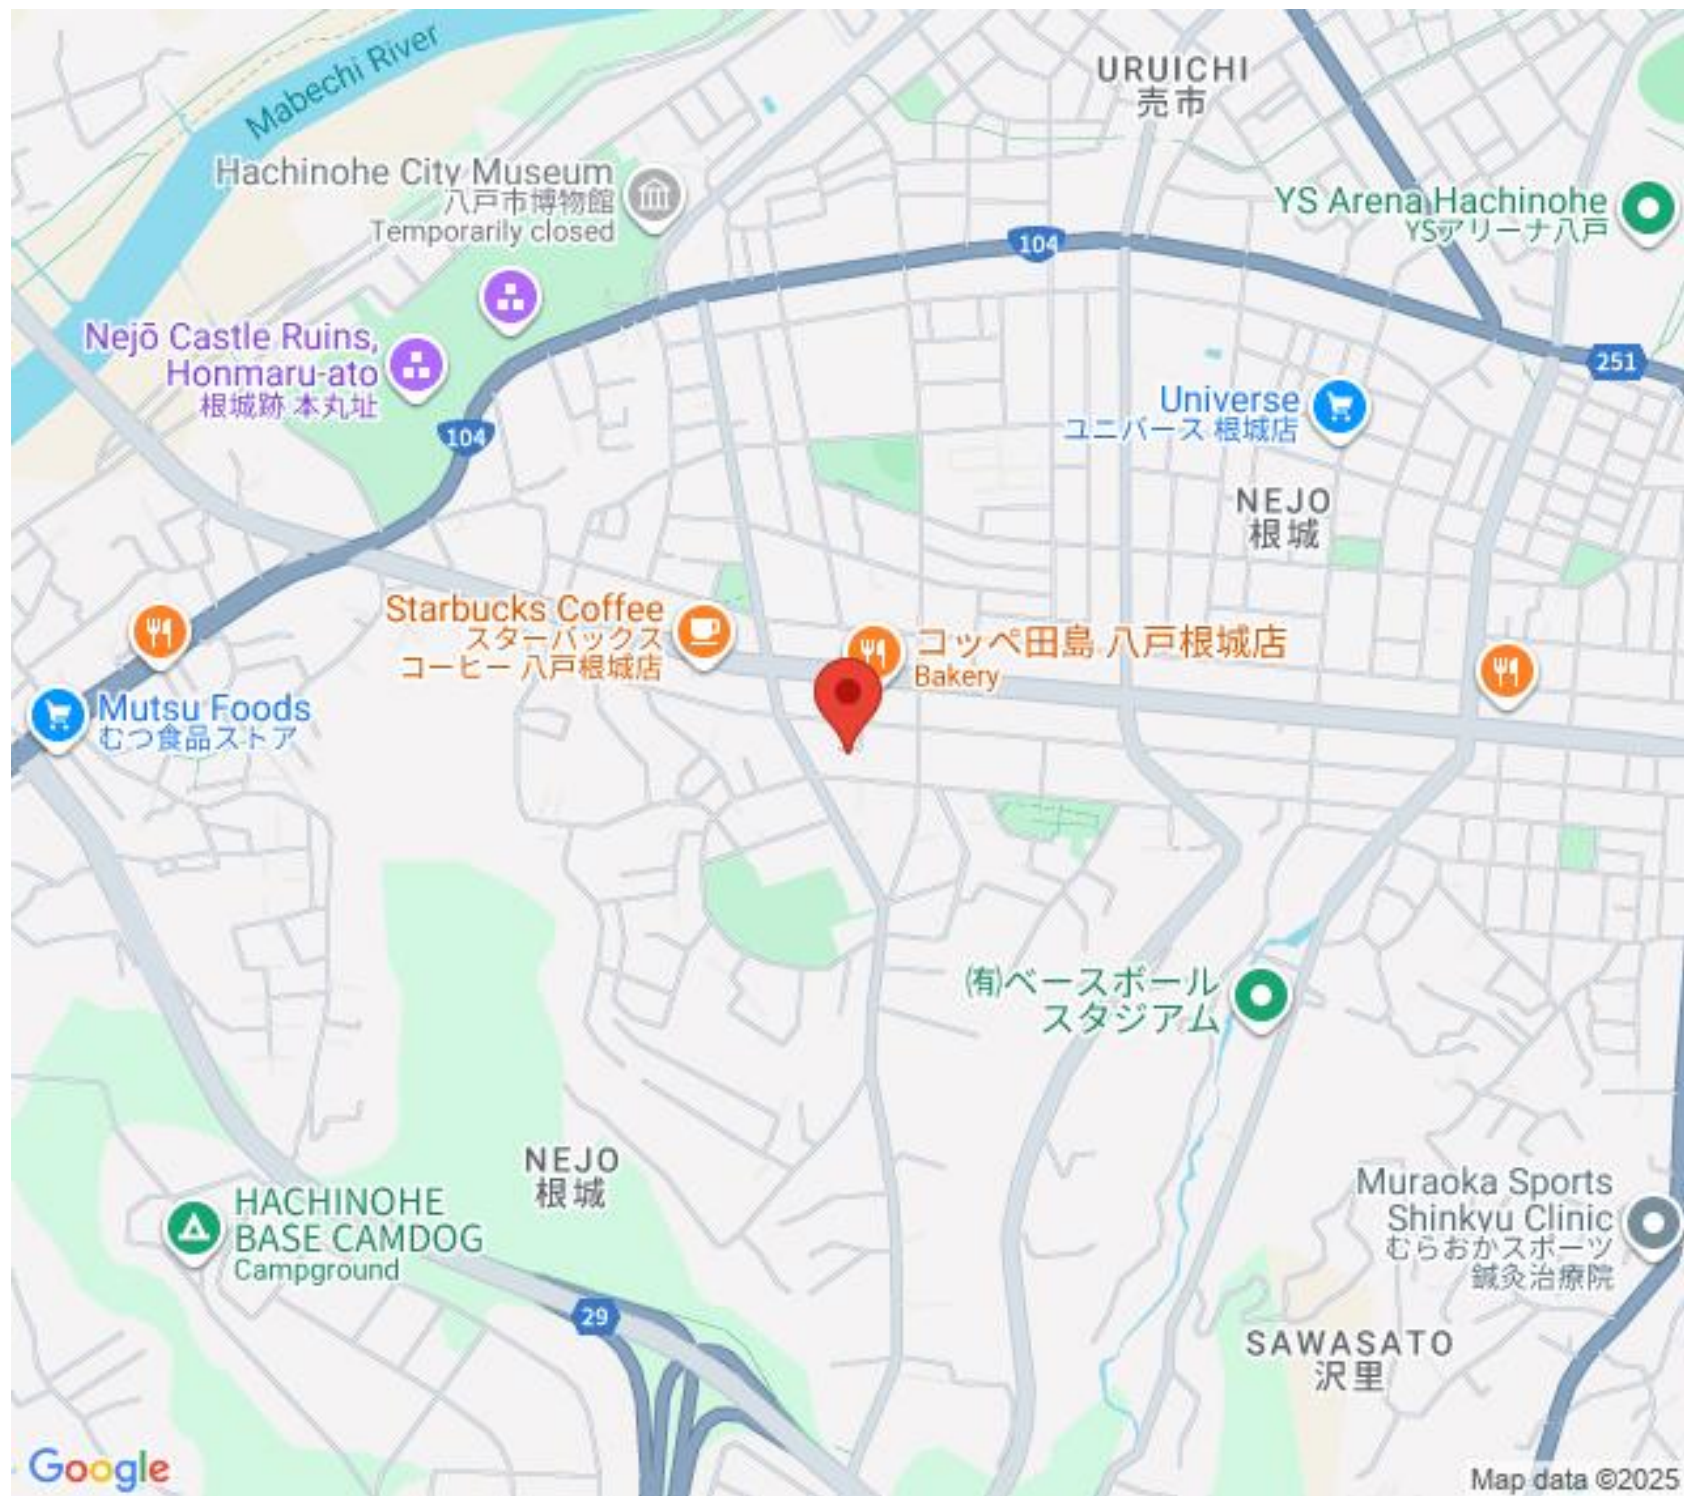 Mabechi River
URUICHI
売市
Hachinohe City Museum
八戸市博物館
Temporarily closed
YS Arena Hachinohe
YSアリーナ八戸
104
Nejō Castle Ruins,
Honmaru-ato
根城跡 本丸址
251
Universe
ユニバース 根城店
104
NEJO
根城
Starbucks Coffee
スターバックス
コーヒー 八戸根城店
コッペ田島 八戸根城店
Bakery
Mutsu Foods
むつ食品ストア
㈲ベースボール
スタジアム
NEJO
根城
HACHINOHE
BASE CAMDOG
Campground
Muraoka Sports
Shinkyu Clinic
むらおかスポーツ
鍼灸治療院
29
SAWASATO
沢里
Google
Map data ©2025